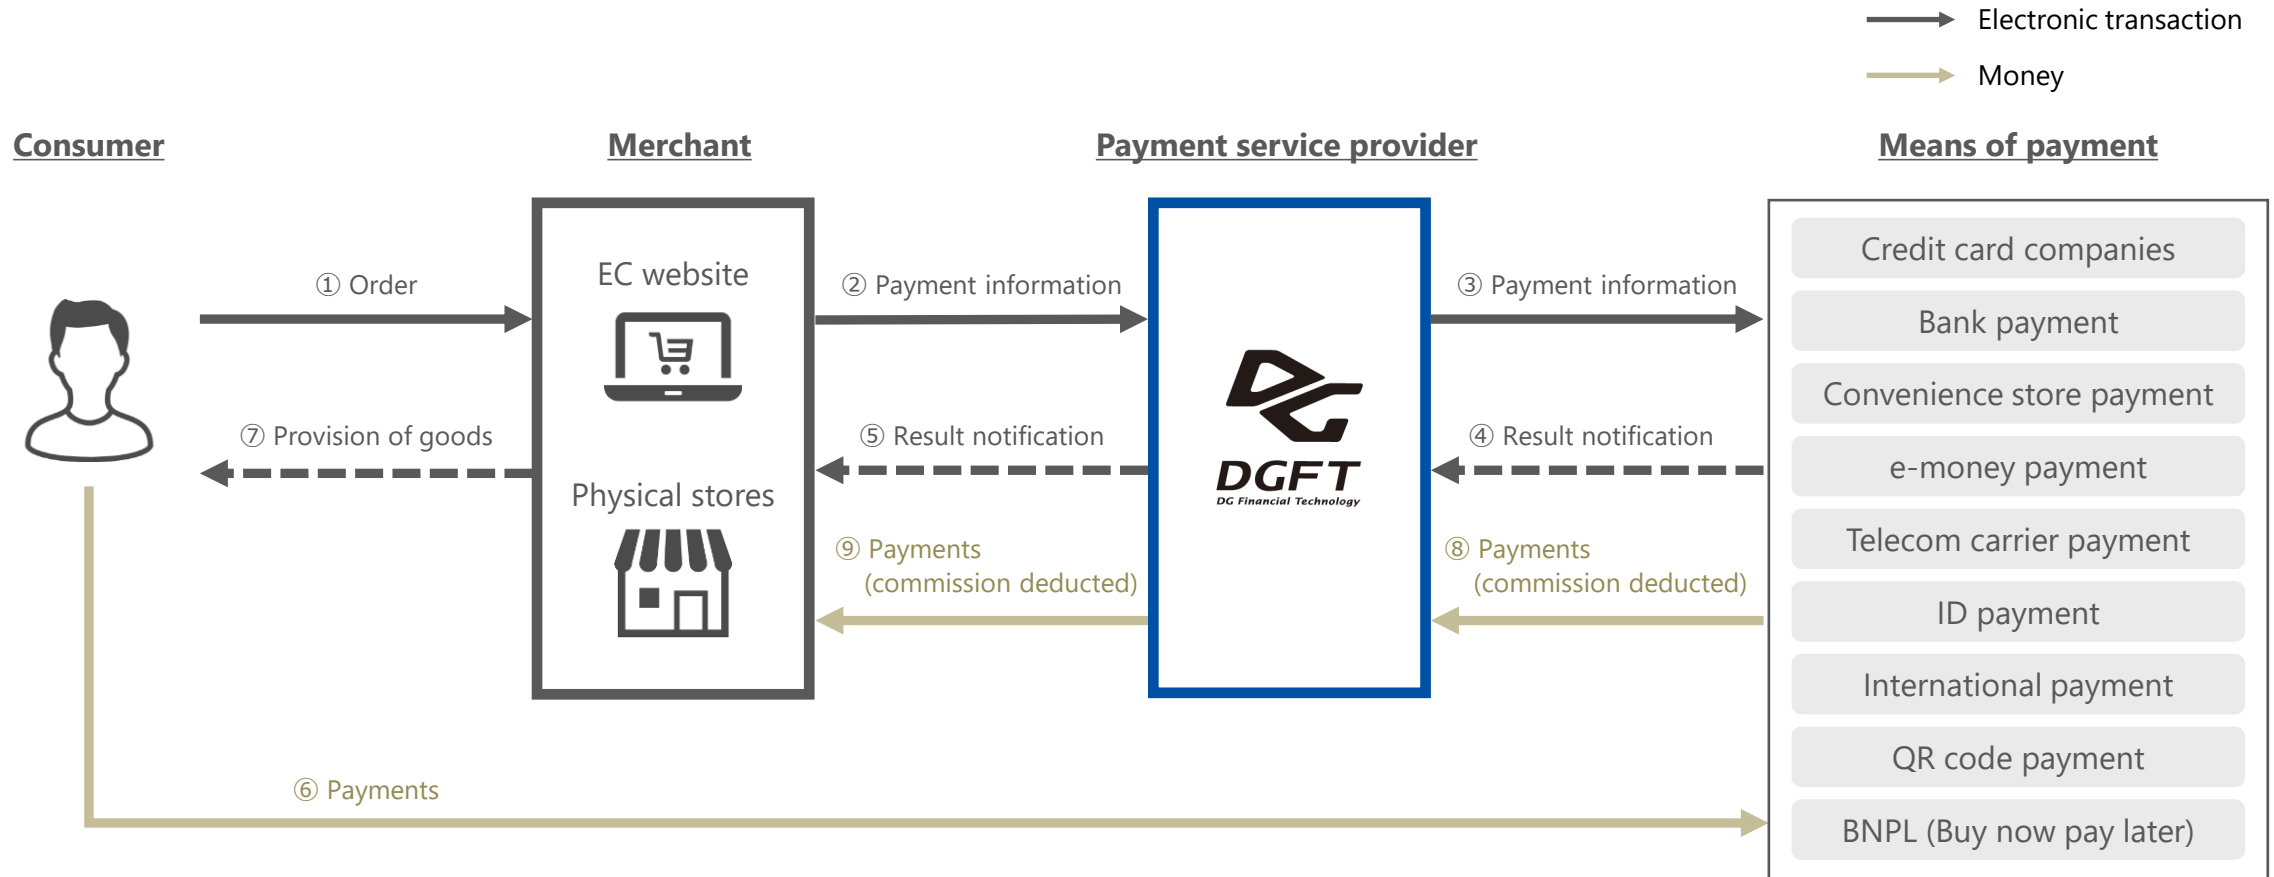 Electronic transaction
Money
Consumer
Merchant
Payment service provider
Means of payment
① Order
EC website
② Payment information
③ Payment information
⑦ Provision of goods
Physical stores
⑤ Result notification
④ Result notification
DG
DGFT
DG Financial Technology
⑨ Payments
(commission deducted)
⑧ Payments
(commission deducted)
⑥ Payments
Credit card companies
Bank payment
Convenience store payment
e-money payment
Telecom carrier payment
ID payment
International payment
QR code payment
BNPL (Buy now pay later)